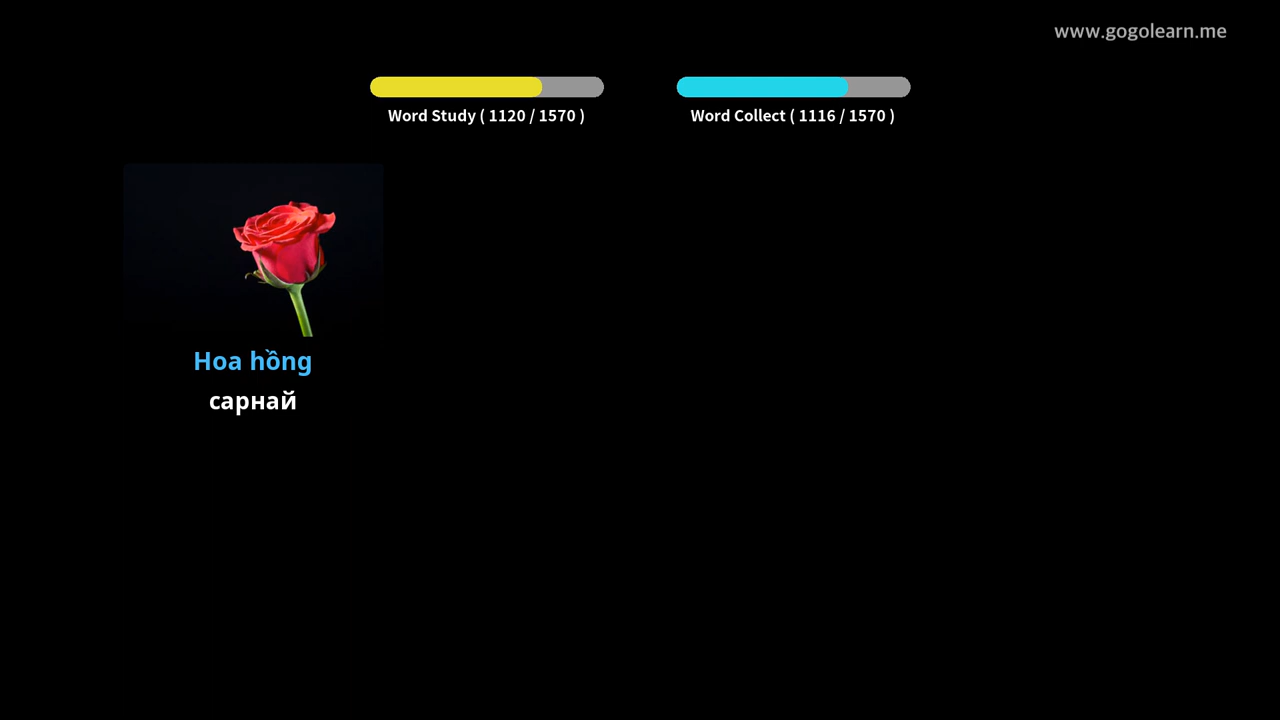 www.gogolearn.me
Word Study ( 1120 / 1570 )
Word Collect ( 1116 / 1570 )
Hoa hồng
сарнай